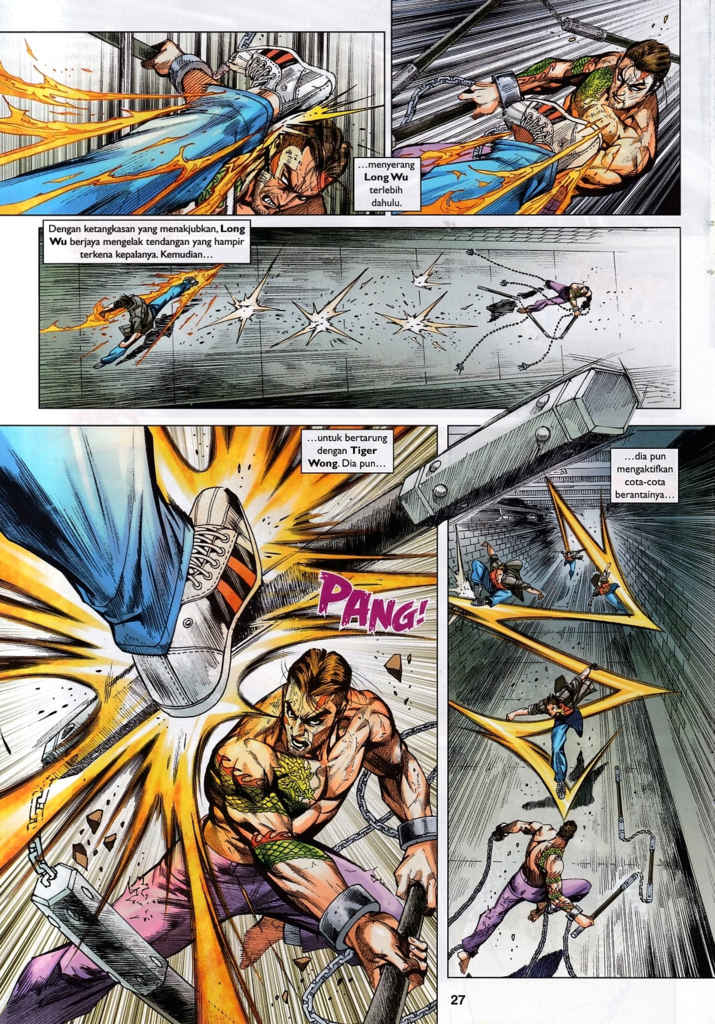 ...menyerang
Long Wu
terlebih
dahulu.
Dengan ketangkasan yang menakjubkan, Long
Wu berjaya mengelak tendangan yang hampir
terkena kepalanya. Kemudian...
...untuk bertarung
dengan Tiger
Wong. Dia pun...
...dia pun
mengaktifkan
cota-cota
berantainya...
PANG!
27